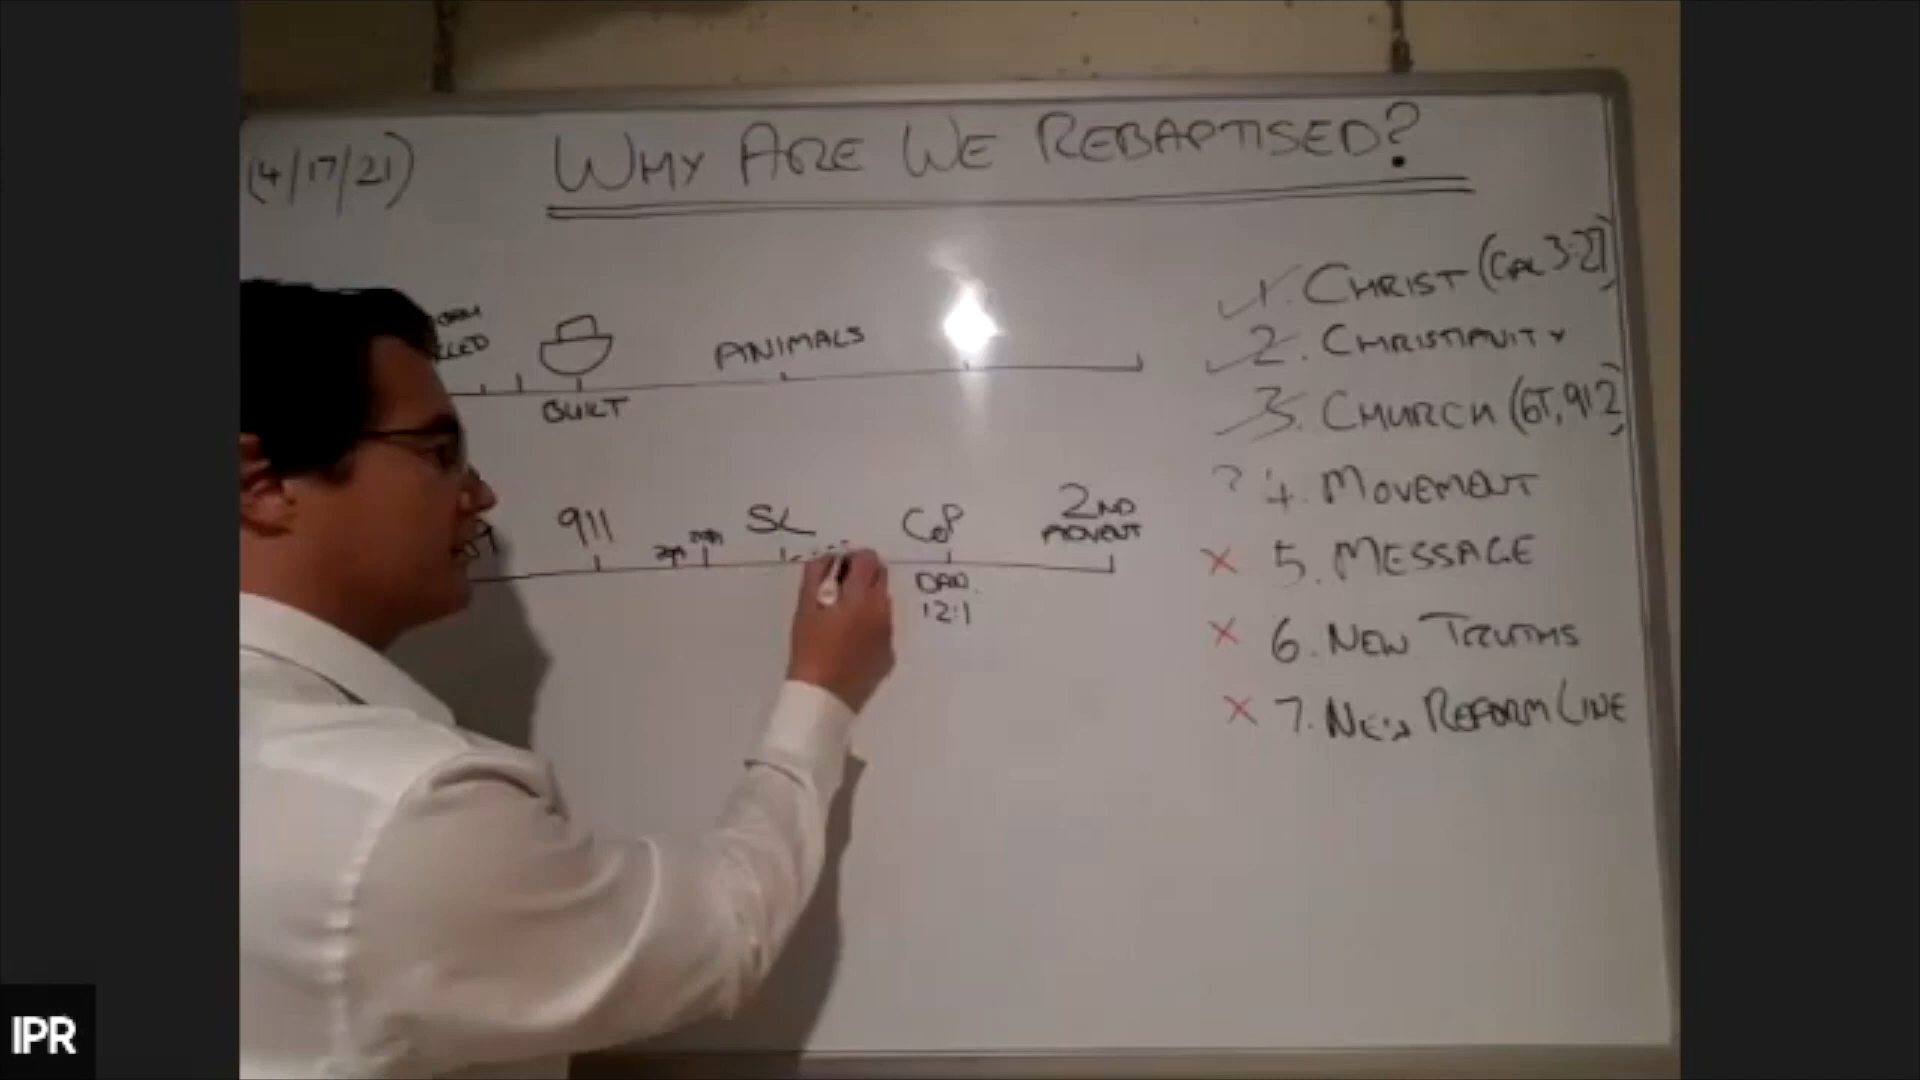 (4/17/21) WHY ARE WE REBAPTISED?
ANIMALS
BUILT
911
SL
CoP
2ND
MOVEMT
DAN.
12:1
✓ 1. CHRIST (GAL 3:27)
✓ 2. CHRISTIANITY
✓ 3. CHURCH (6T, 91.2)
? 4. MOVEMENT
X 5. MESSAGE
X 6. NEW TRUTHS
X 7. NEW REFORM LINE
IPR